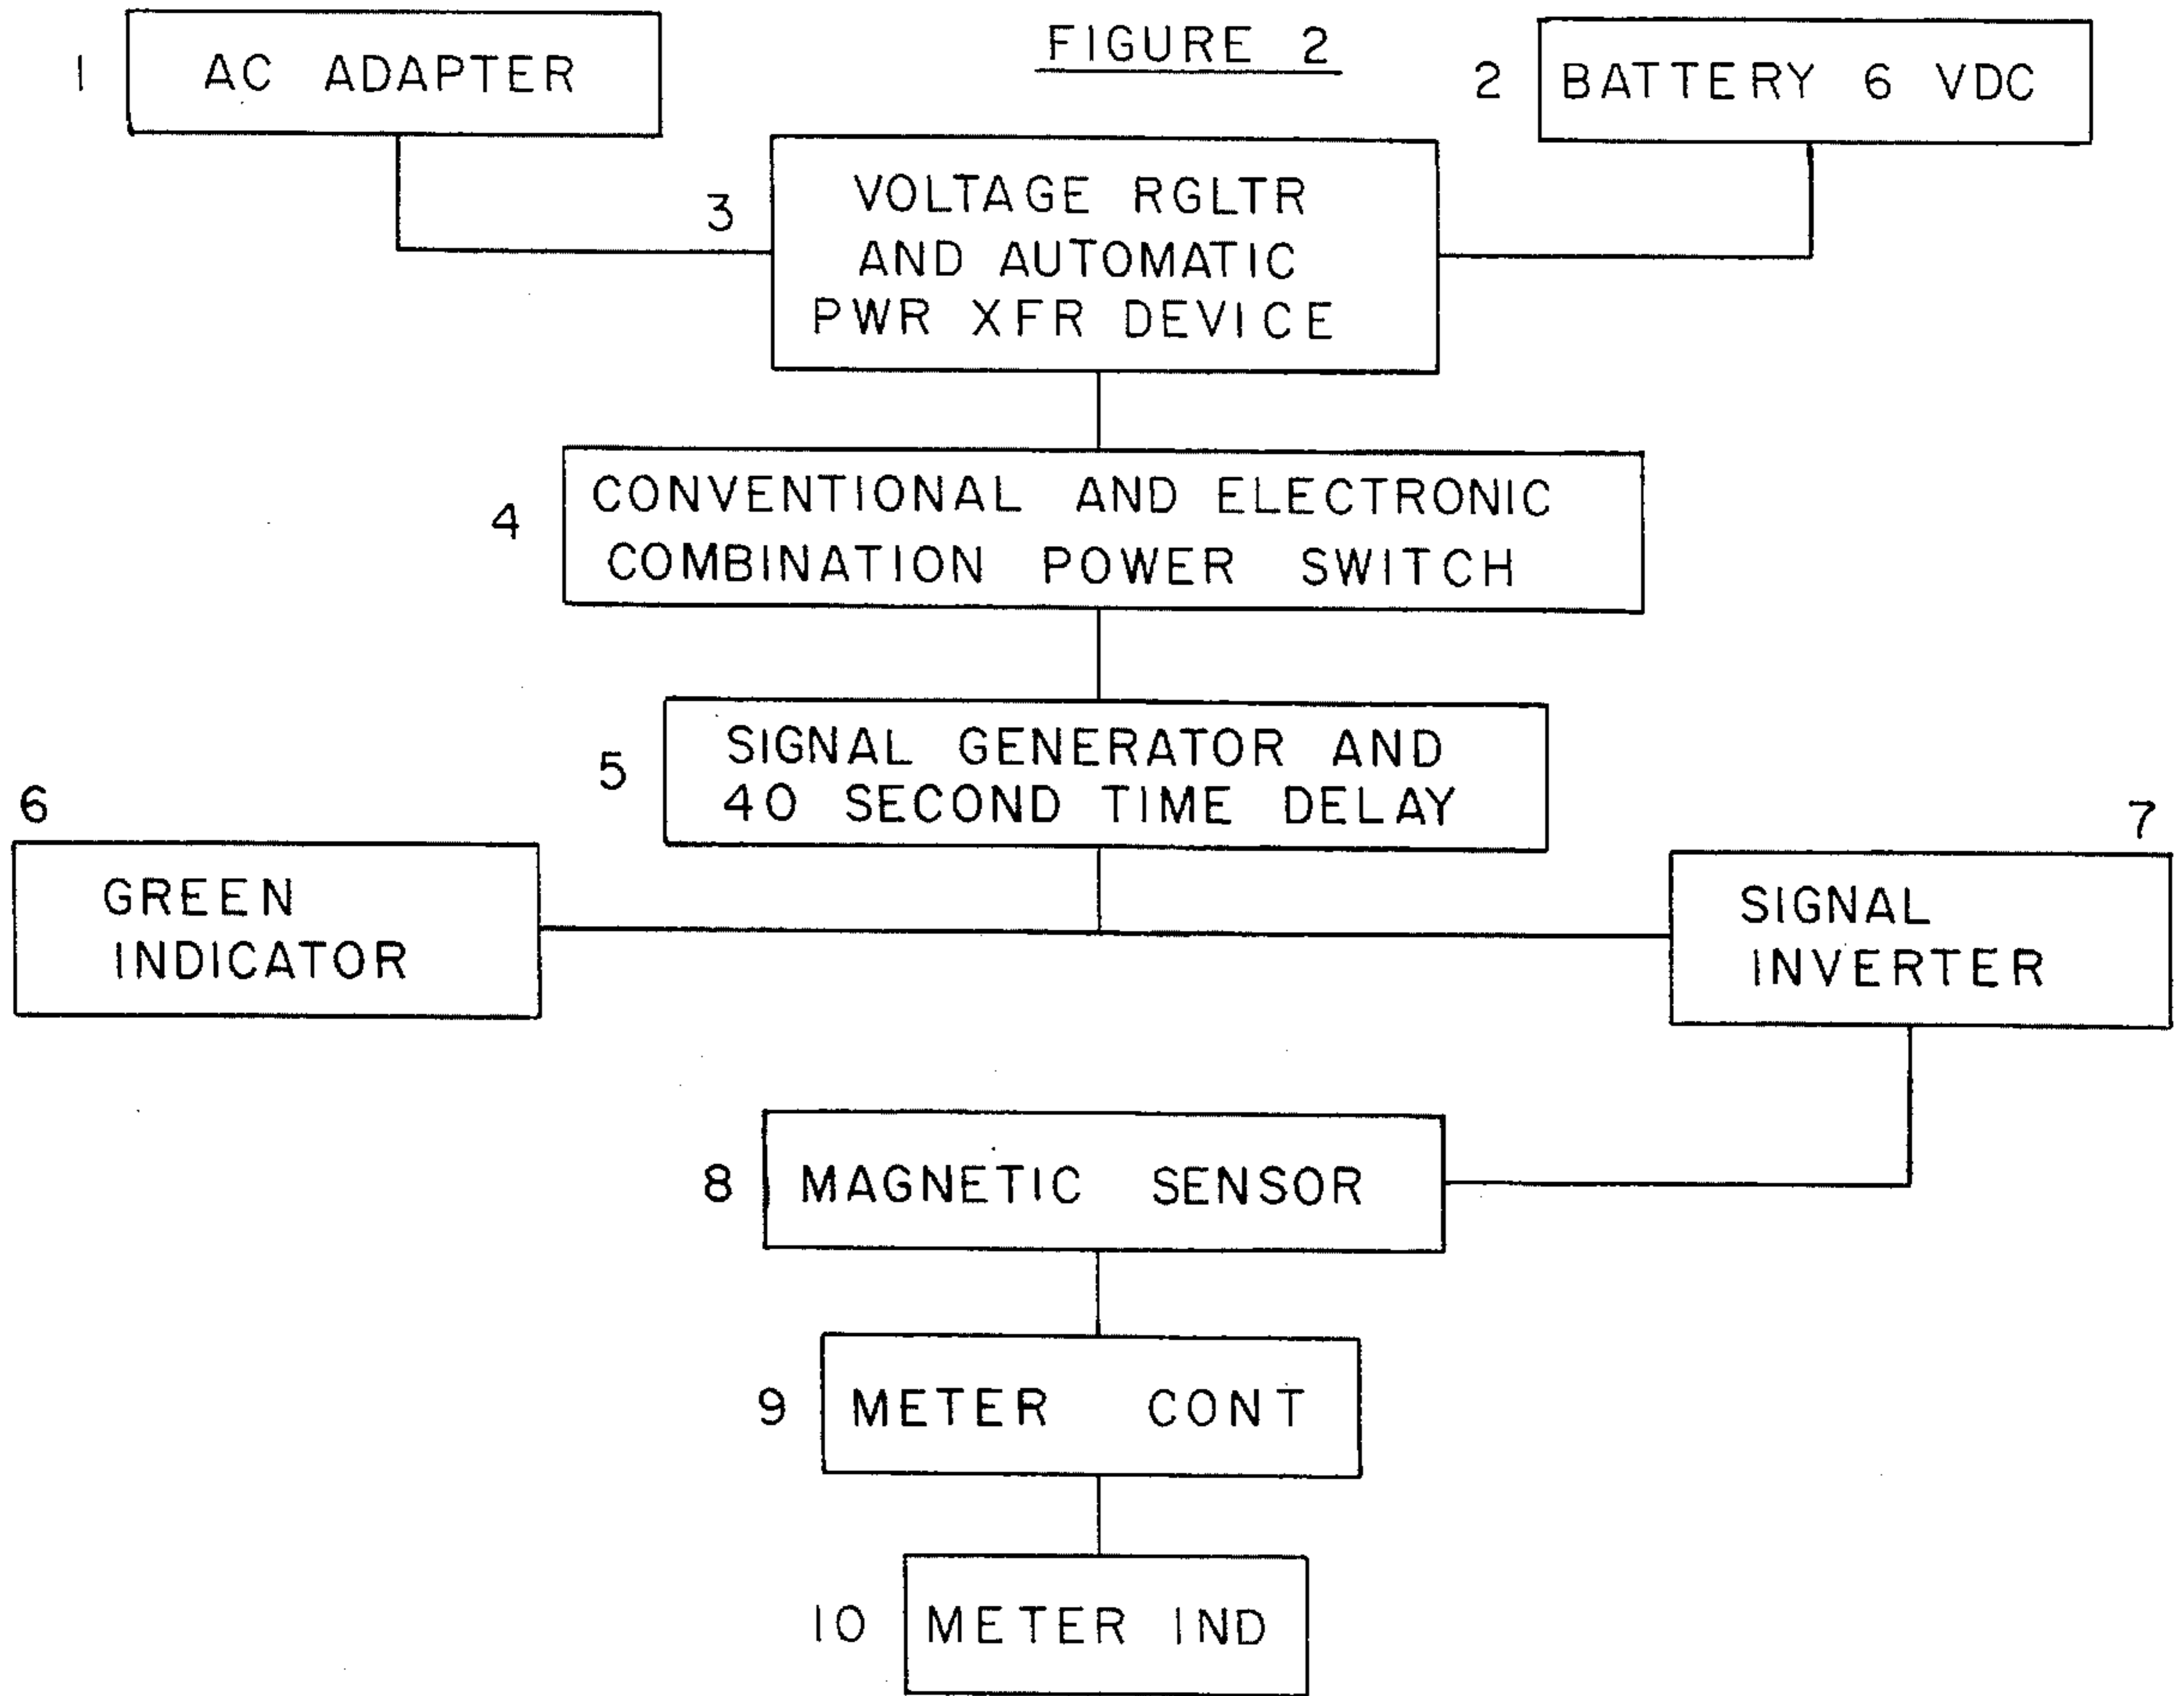 FIGURE 2
1
AC ADAPTER
2
BATTERY 6 VDC
3
VOLTAGE RGLTR
AND AUTOMATIC
PWR XFR DEVICE
4
CONVENTIONAL AND ELECTRONIC
COMBINATION POWER SWITCH
5
SIGNAL GENERATOR AND
40 SECOND TIME DELAY
6
GREEN
INDICATOR
7
SIGNAL
INVERTER
8
MAGNETIC SENSOR
9
METER CONT
10
METER IND